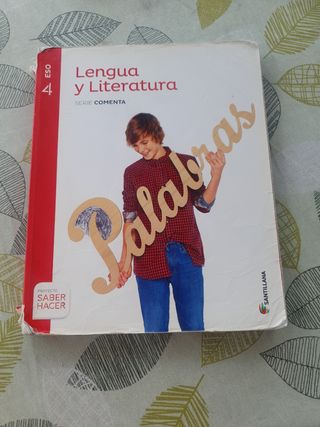 4 ESO
Lengua
y Literatura
SERIE COMENTA
Palabras
PROYECTO
SABER
HACER
SANTILLANA